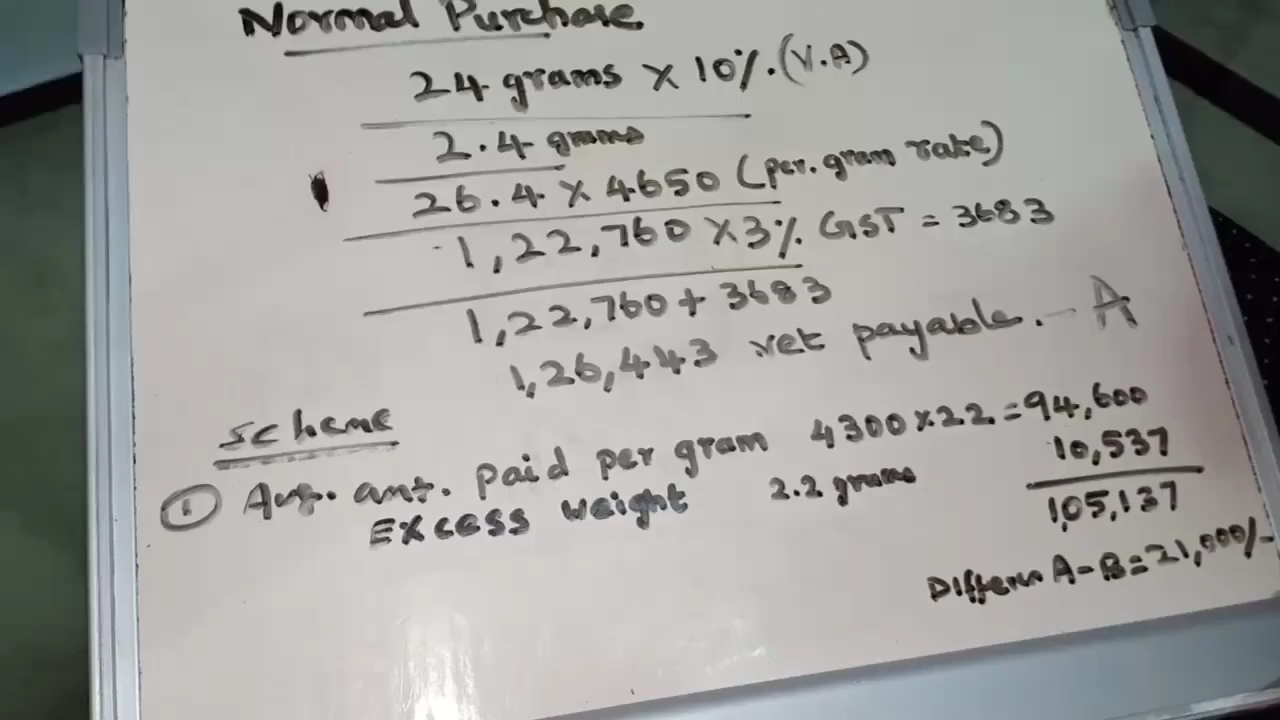 Normal Purchase
24 grams x 10%. (V.A)
2.4 grams
26.4 x 4650 (per. gram rate)
1,22,760 x 3% GST = 3683
1,22,760 + 3683
1,26,443 net payable. - A
Scheme
① Avg. amt. paid per gram 4300 x 22 = 94,600
Excess weight 2.2 grams 10,537
1,05,137
Differen A-B = 21,000/-